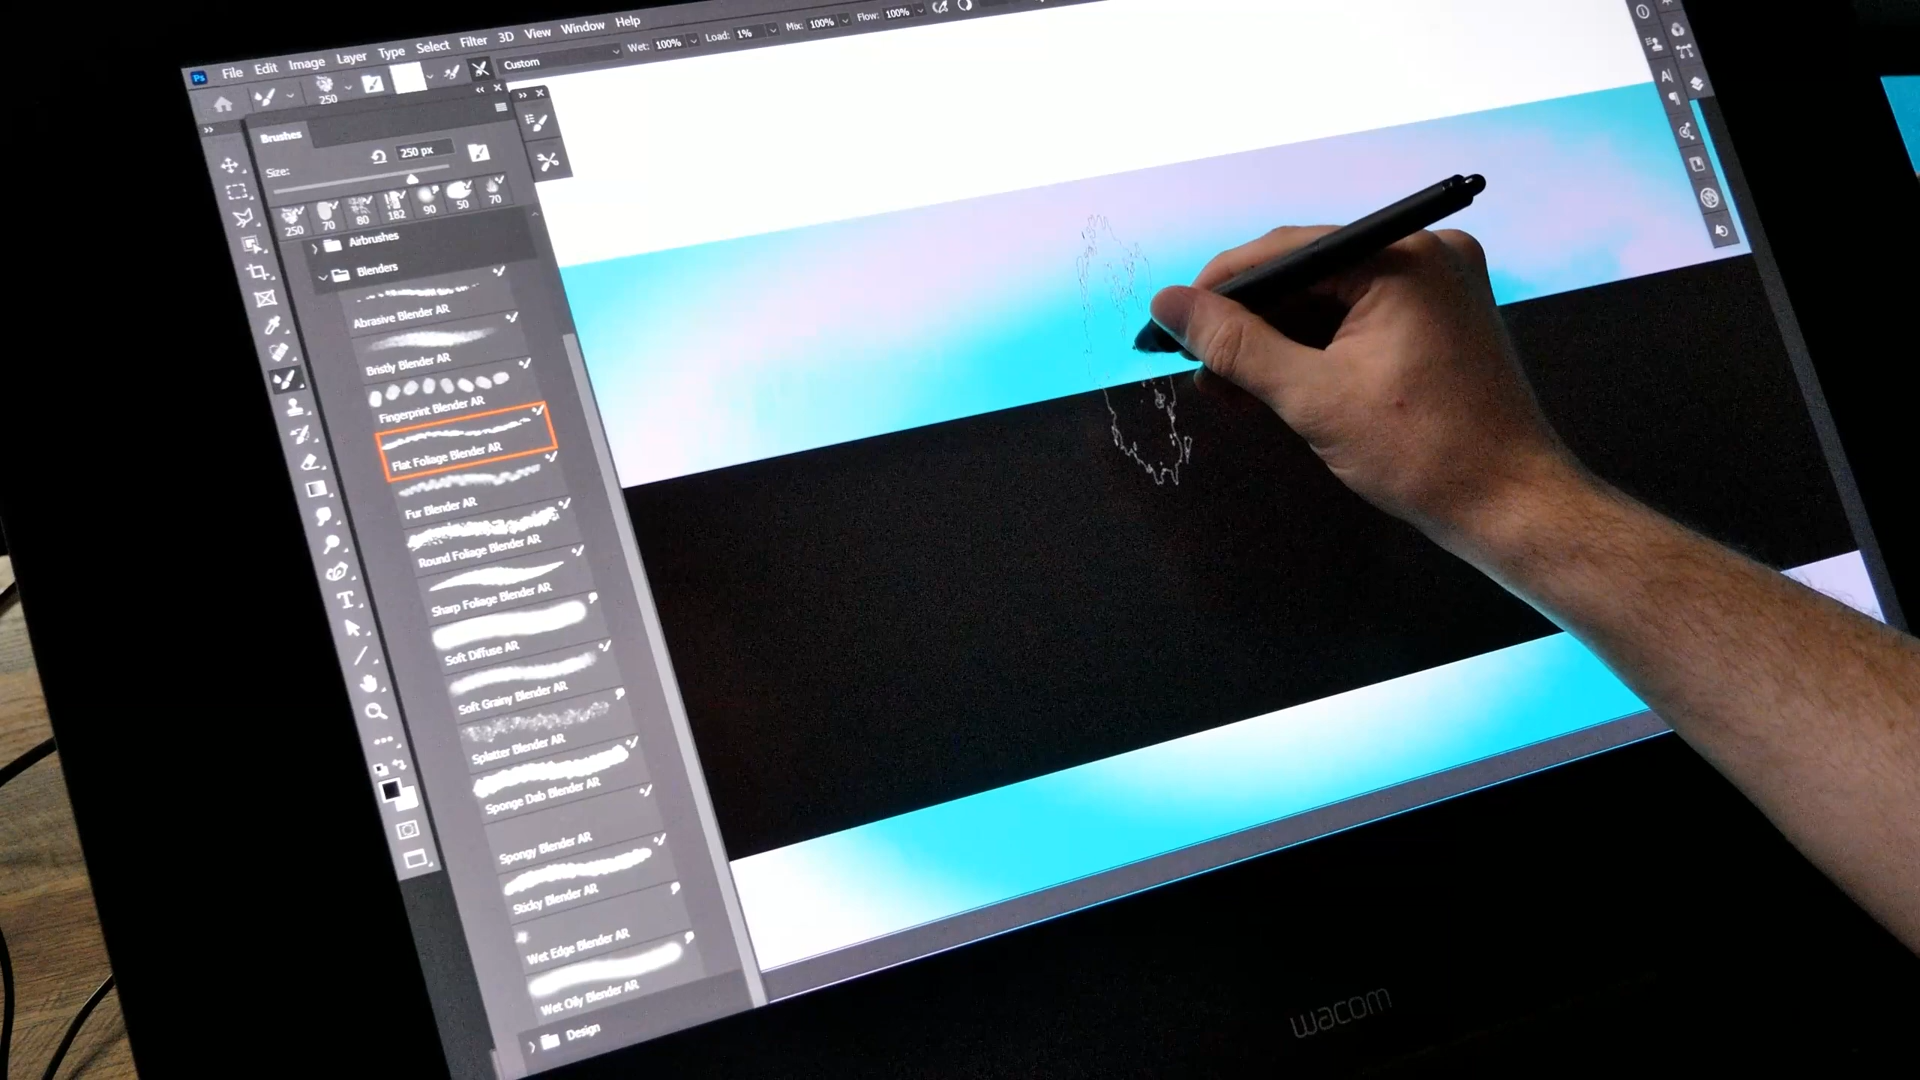 Ps File Edit Image Layer Type Select Filter 3D View Window Help
250 Custom Wet: 100% Load: 1% Mix: 100% Flow: 100%
Brushes
Size: 250 px
250 70 80 182 90 50 70
Airbrushes
Blenders
Abrasive Blender AR
Bristly Blender AR
Fingerprint Blender AR
Flat Foliage Blender AR
Fur Blender AR
Round Foliage Blender AR
Sharp Foliage Blender AR
Soft Diffuse AR
Soft Grainy Blender AR
Splatter Blender AR
Sponge Dab Blender AR
Spongy Blender AR
Sticky Blender AR
Wet Edge Blender AR
Wet Oily Blender AR
Design
wacom